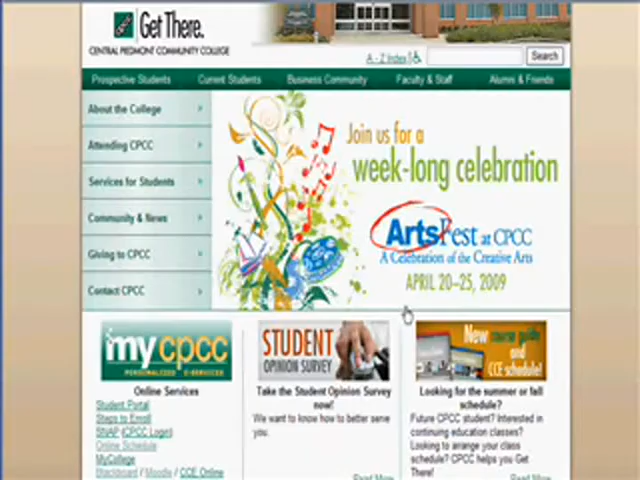 Get There.
CENTRAL PIEDMONT COMMUNITY COLLEGE
A - Z Index
Search
Prospective Students Current Students Business Community Faculty & Staff Alumni & Friends
About the College
Attending CPCC
Services for Students
Community & News
Giving to CPCC
Contact CPCC
Join us for a
week-long celebration
ArtsFest at CPCC
A Celebration of the Creative Arts
APRIL 20–25, 2009
my cpcc
PERSONALIZED E-SERVICES
Online Services
Student Portal
Steps to Enroll
SNAP (CPCC Login)
Online Schedule
MyCollege
Blackboard / Moodle / CCE Online
STUDENT
OPINION SURVEY
Take the Student Opinion Survey
now!
We want to know how to better serve
you.
Read More
New course guide
and
CCE schedule!
Looking for the summer or fall
schedule?
Future CPCC student? Interested in
continuing education classes?
Looking to arrange your class
schedule? CPCC helps you Get
There!
Read More